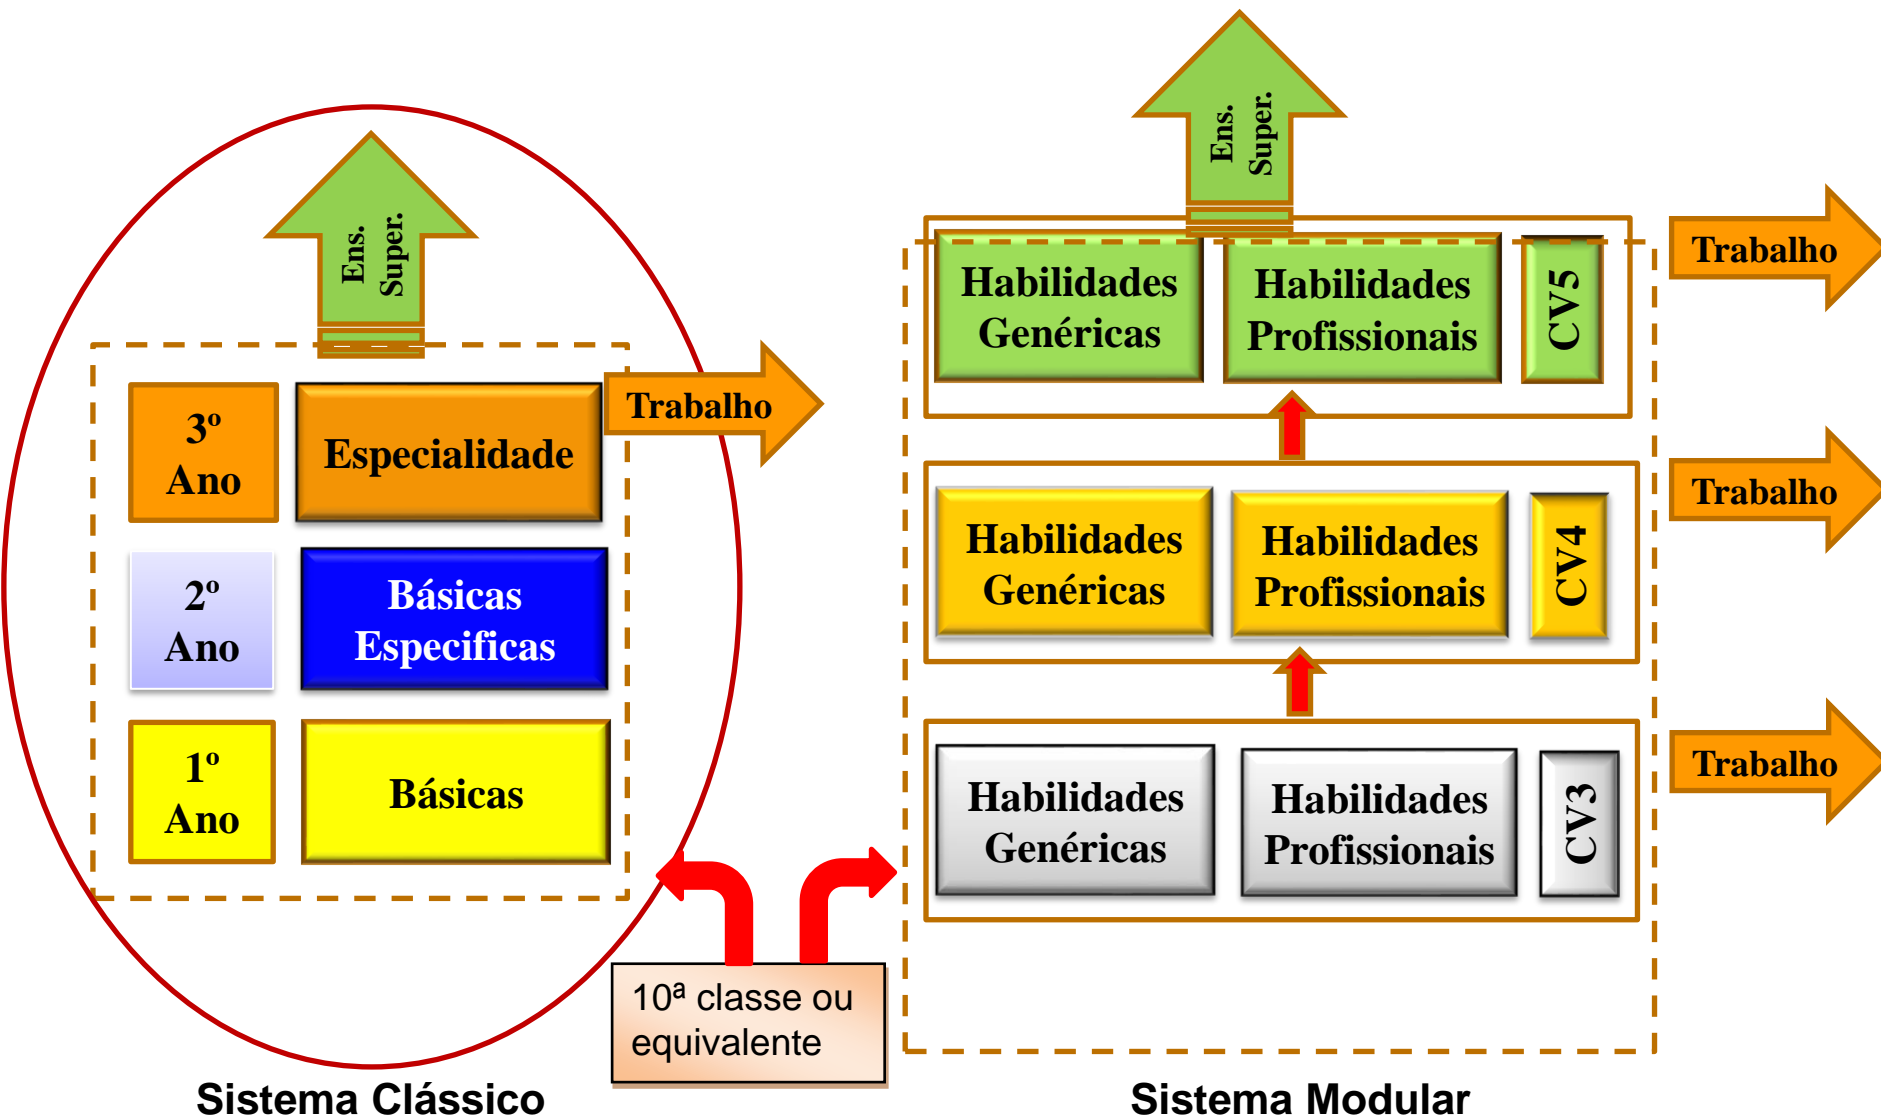 Ens.
Super.
3º
Ano
Especialidade
Trabalho
2º
Ano
Básicas
Especificas
1º
Ano
Básicas
10ª classe ou
equivalente
Sistema Clássico
Ens.
Super.
Habilidades
Genéricas
Habilidades
Profissionais
CV5
Trabalho
Habilidades
Genéricas
Habilidades
Profissionais
CV4
Trabalho
Habilidades
Genéricas
Habilidades
Profissionais
CV3
Trabalho
Sistema Modular